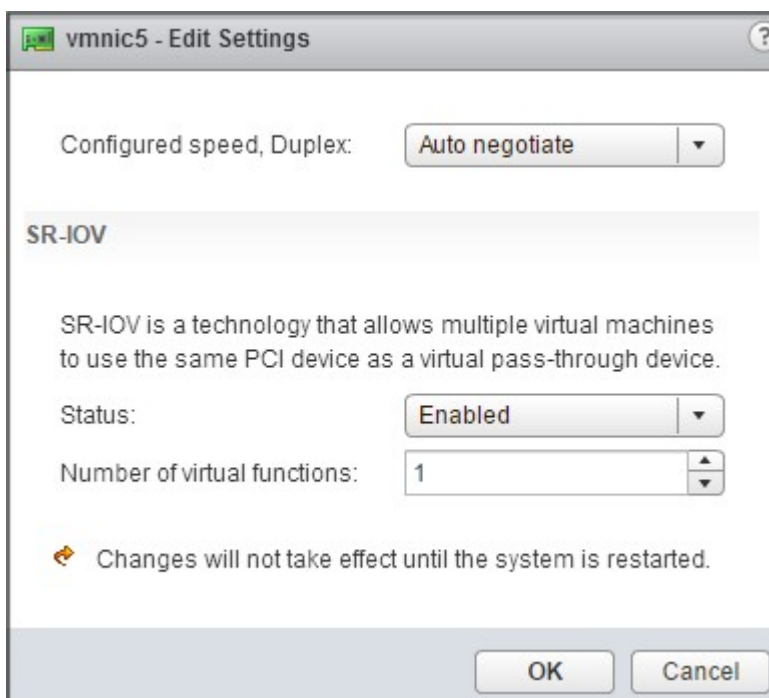 vmnic5 - Edit Settings
?
Configured speed, Duplex: Auto negotiate
SR-IOV
SR-IOV is a technology that allows multiple virtual machines
to use the same PCI device as a virtual pass-through device.
Status: Enabled
Number of virtual functions: 1
Changes will not take effect until the system is restarted.
OK Cancel